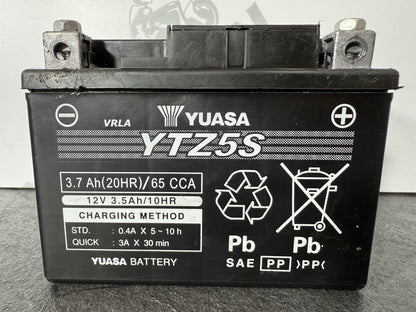 VRLA
YUASA
YTZ5S
3.7 Ah(20HR)/65 CCA
12V 3.5Ah/10HR
CHARGING METHOD
STD. : 0.4A X 5 ~ 10 h
QUICK : 3A X 30 min
YUASA BATTERY
Pb
Pb
SAE PP >PP<